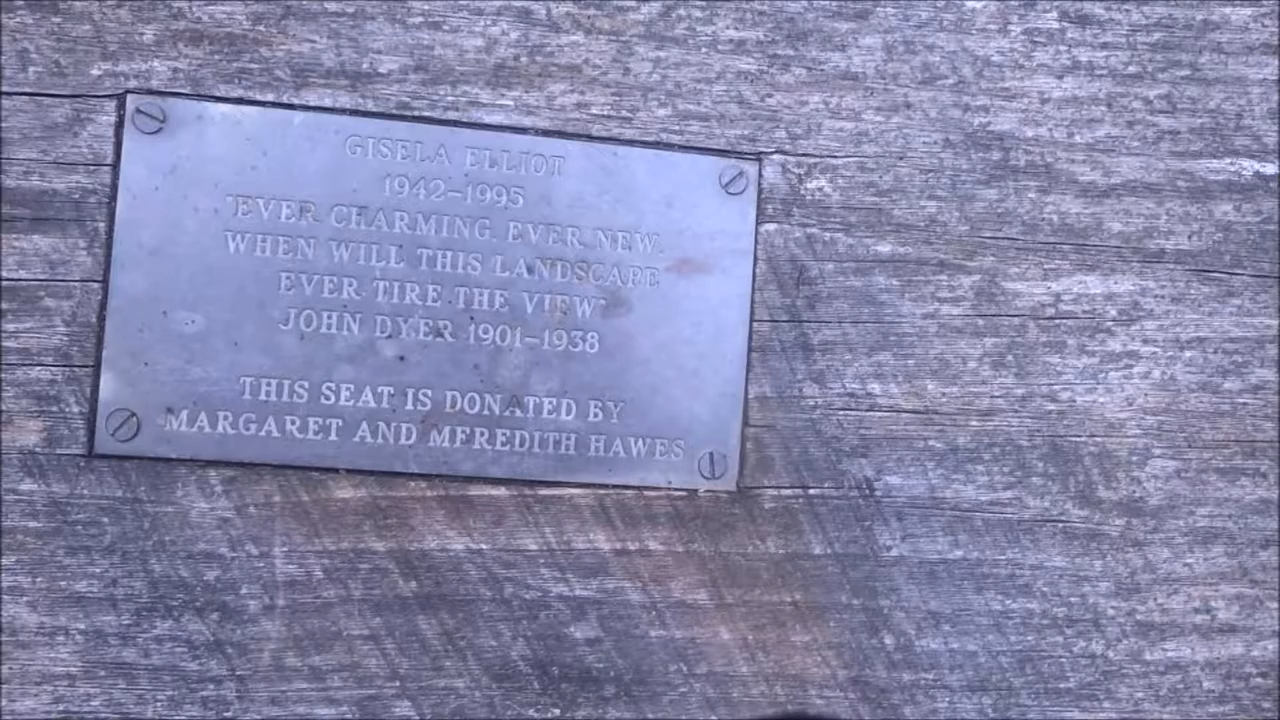 GISELA ELLIOT
1942-1995
"EVER CHARMING, EVER NEW,
WHEN WILL THIS LANDSCAPE
EVER TIRE THE VIEW"
JOHN DYER 1901-1938
THIS SEAT IS DONATED BY
MARGARET AND MEREDITH HAWES